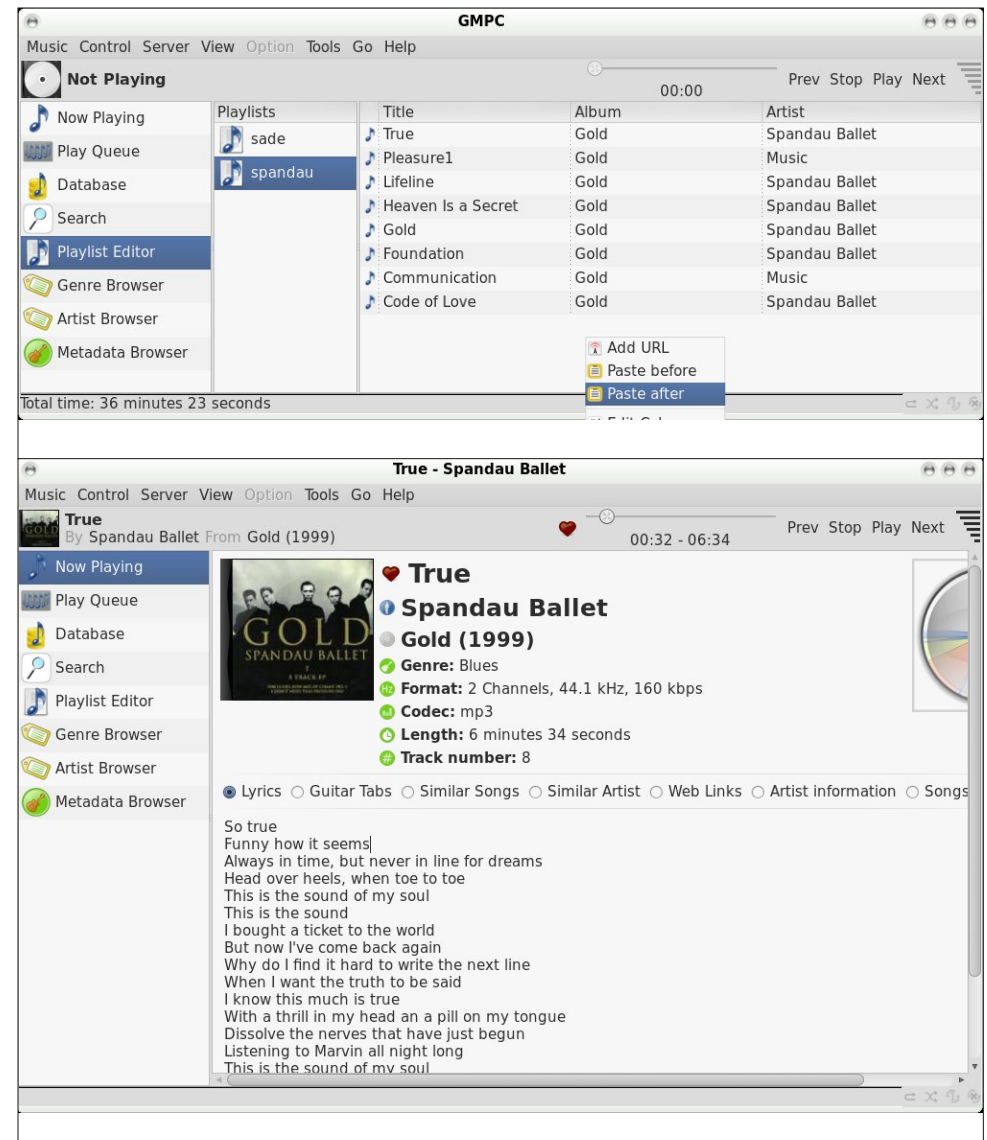 GMPC
Music Control Server View Option Tools Go Help
Not Playing
00:00
Prev Stop Play Next
Now Playing
Play Queue
Database
Search
Playlist Editor
Genre Browser
Artist Browser
Metadata Browser
Playlists
sade
spandau
Title Album Artist
True Gold Spandau Ballet
Pleasure1 Gold Music
Lifeline Gold Spandau Ballet
Heaven Is a Secret Gold Spandau Ballet
Gold Gold Spandau Ballet
Foundation Gold Spandau Ballet
Communication Gold Music
Code of Love Gold Spandau Ballet
Add URL
Paste before
Paste after
Total time: 36 minutes 23 seconds
True - Spandau Ballet
Music Control Server View Option Tools Go Help
True
By Spandau Ballet From Gold (1999)
00:32 - 06:34
Prev Stop Play Next
Now Playing
Play Queue
Database
Search
Playlist Editor
Genre Browser
Artist Browser
Metadata Browser
GOLD
SPANDAU BALLET
True
Spandau Ballet
Gold (1999)
Genre: Blues
Format: 2 Channels, 44.1 kHz, 160 kbps
Codec: mp3
Length: 6 minutes 34 seconds
Track number: 8
Lyrics Guitar Tabs Similar Songs Similar Artist Web Links Artist information Songs
So true
Funny how it seems
Always in time, but never in line for dreams
Head over heels, when toe to toe
This is the sound of my soul
This is the sound
I bought a ticket to the world
But now I've come back again
Why do I find it hard to write the next line
When I want the truth to be said
I know this much is true
With a thrill in my head an a pill on my tongue
Dissolve the nerves that have just begun
Listening to Marvin all night long
This is the sound of my soul